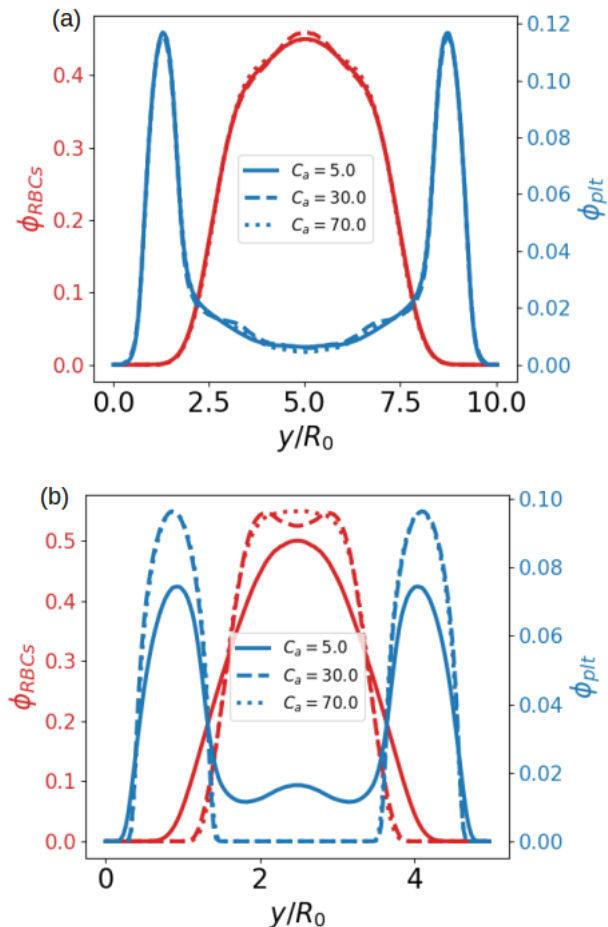 (a)
0.4
0.3
0.2
0.1
0.0
ϕRBCs
0.12
0.10
0.08
0.06
0.04
0.02
0.00
ϕplt
Ca = 5.0
Ca = 30.0
Ca = 70.0
0.0 2.5 5.0 7.5 10.0
y/R0
(b)
0.5
0.4
0.3
0.2
0.1
0.0
ϕRBCs
0.10
0.08
0.06
0.04
0.02
0.00
ϕplt
Ca = 5.0
Ca = 30.0
Ca = 70.0
0 2 4
y/R0